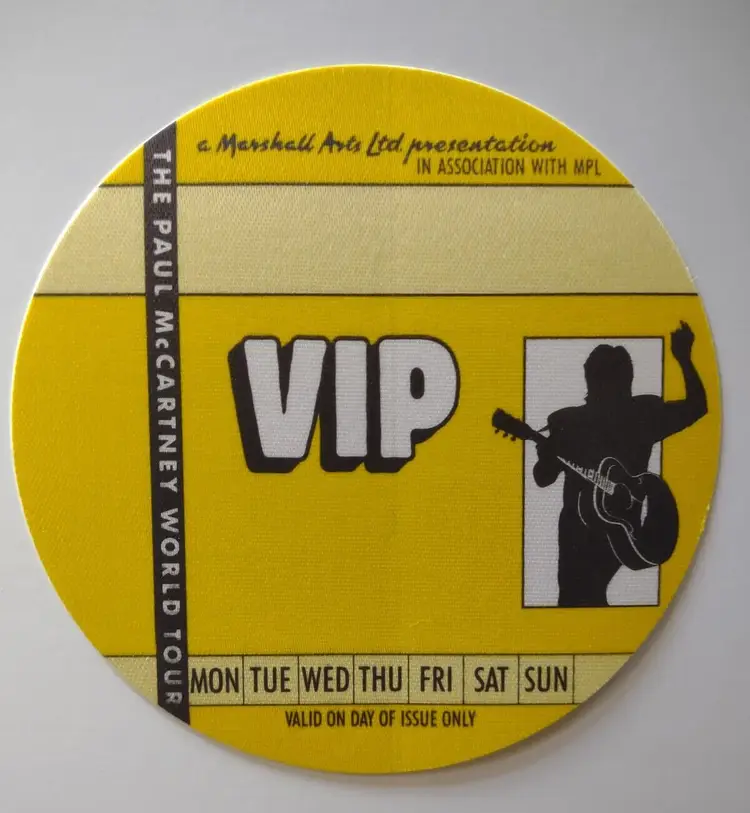 a Marshall Arts Ltd. presentation
IN ASSOCIATION WITH MPL
THE PAUL McCARTNEY WORLD TOUR
VIP
MON TUE WED THU FRI SAT SUN
VALID ON DAY OF ISSUE ONLY